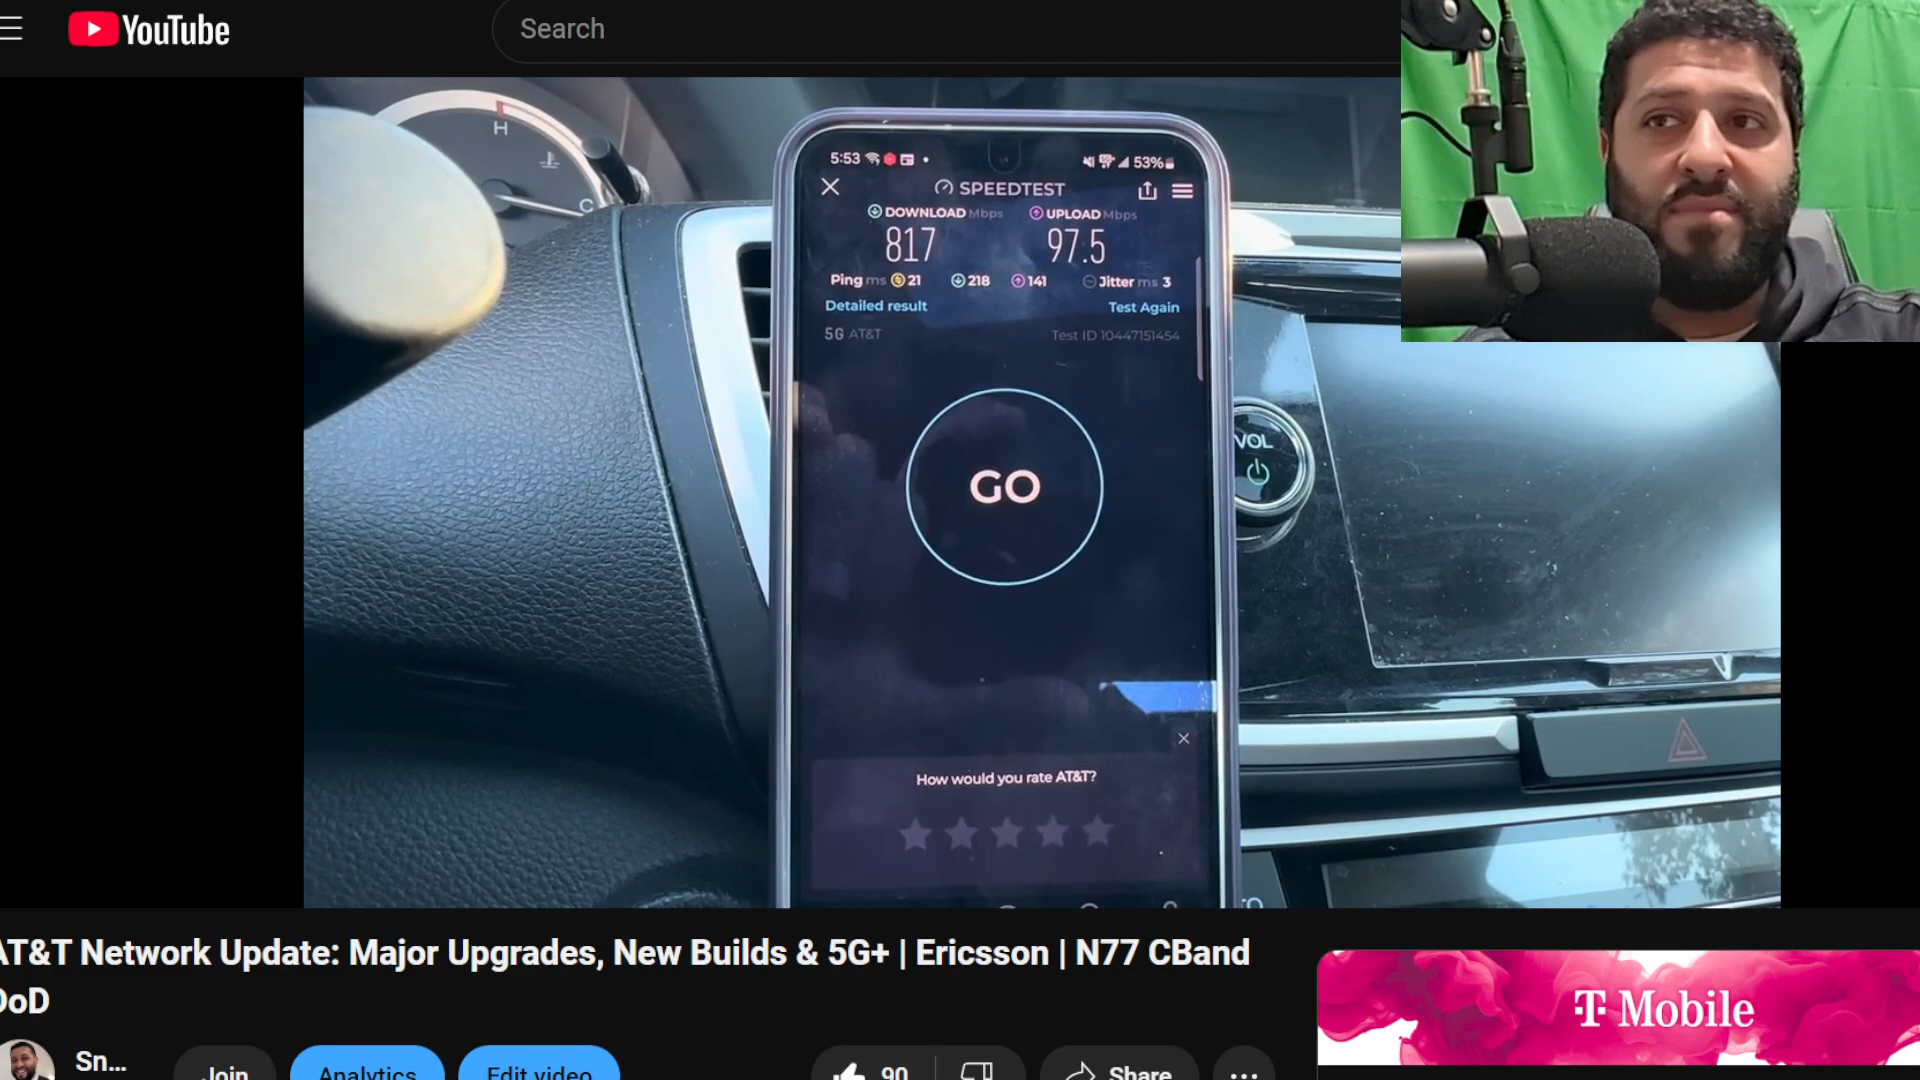 YouTube
Search
H
C
5:53
53%
SPEEDTEST
DOWNLOAD Mbps
UPLOAD Mbps
817
97.5
Ping ms 21 218 141 Jitter ms 3
Detailed result
Test Again
5G AT&T
Test ID 10447151454
GO
VOL
How would you rate AT&T?
AT&T Network Update: Major Upgrades, New Builds & 5G+ | Ericsson | N77 CBand
DoD
T Mobile
Sn...
Join
Analytics
Edit video
90
Share